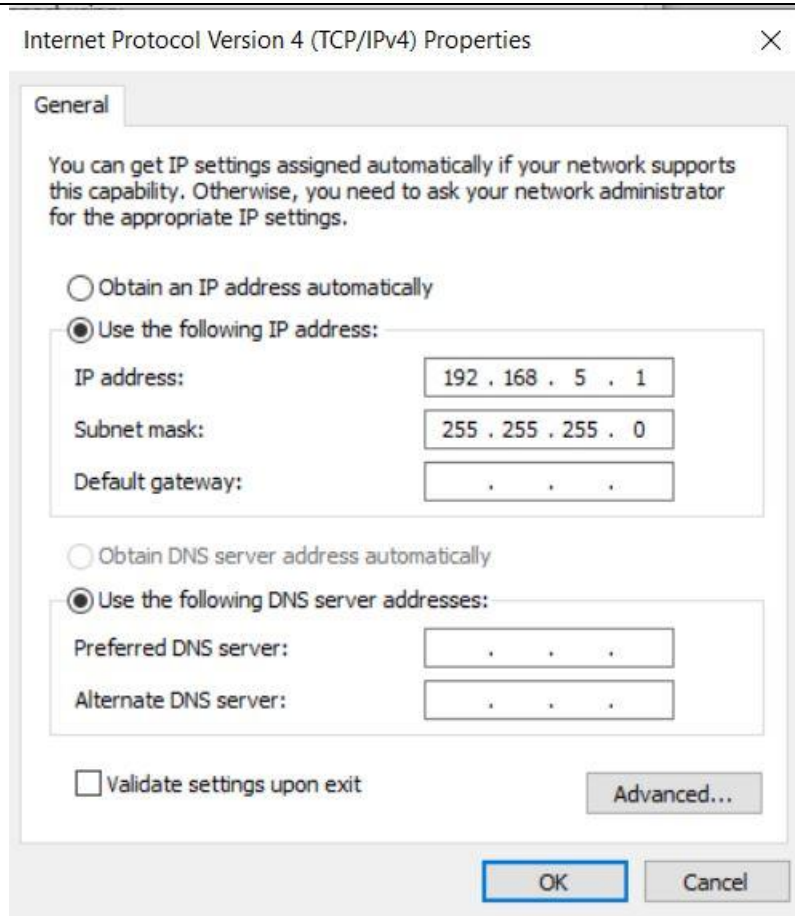 Internet Protocol Version 4 (TCP/IPv4) Properties
General
You can get IP settings assigned automatically if your network supports
this capability. Otherwise, you need to ask your network administrator
for the appropriate IP settings.
Obtain an IP address automatically
Use the following IP address:
IP address: 192 . 168 . 5 . 1
Subnet mask: 255 . 255 . 255 . 0
Default gateway: . . .
Obtain DNS server address automatically
Use the following DNS server addresses:
Preferred DNS server: . . .
Alternate DNS server: . . .
Validate settings upon exit
Advanced...
OK Cancel